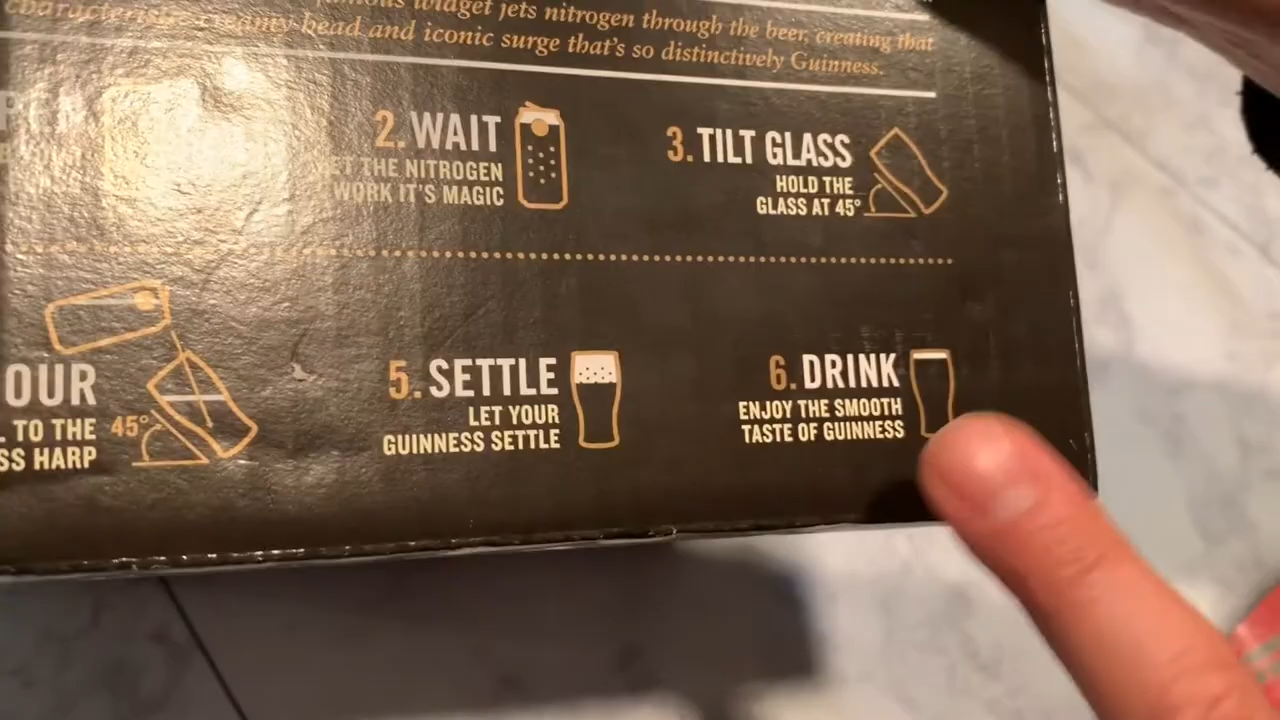 widget jets nitrogen through the beer, creating that
characteristic creamy head and iconic surge that's so distinctively Guinness.
2. WAIT
THE NITROGEN
WORK IT'S MAGIC
3. TILT GLASS
HOLD THE
GLASS AT 45°
OUR
TO THE
SS HARP
45°
5. SETTLE
LET YOUR
GUINNESS SETTLE
6. DRINK
ENJOY THE SMOOTH
TASTE OF GUINNESS